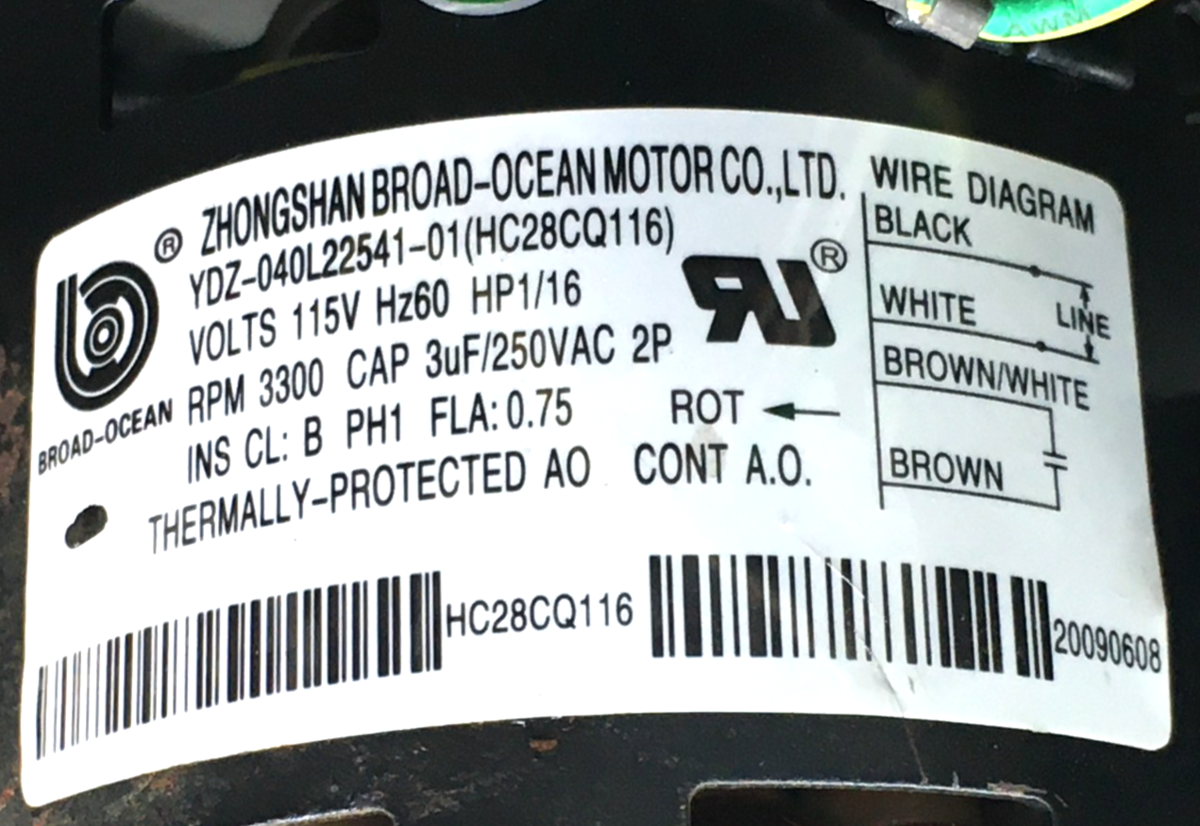 ® ZHONGSHAN BROAD-OCEAN MOTOR CO.,LTD.
YDZ-040L22541-01(HC28CQ116)
VOLTS 115V Hz60 HP1/16
RPM 3300 CAP 3uF/250VAC 2P
INS CL: B PH1 FLA: 0.75 ROT
THERMALLY-PROTECTED AO CONT A.O.
BROAD-OCEAN
RU®
WIRE DIAGRAM
BLACK
WHITE LINE
BROWN/WHITE
BROWN
HC28CQ116 20090608
AWM